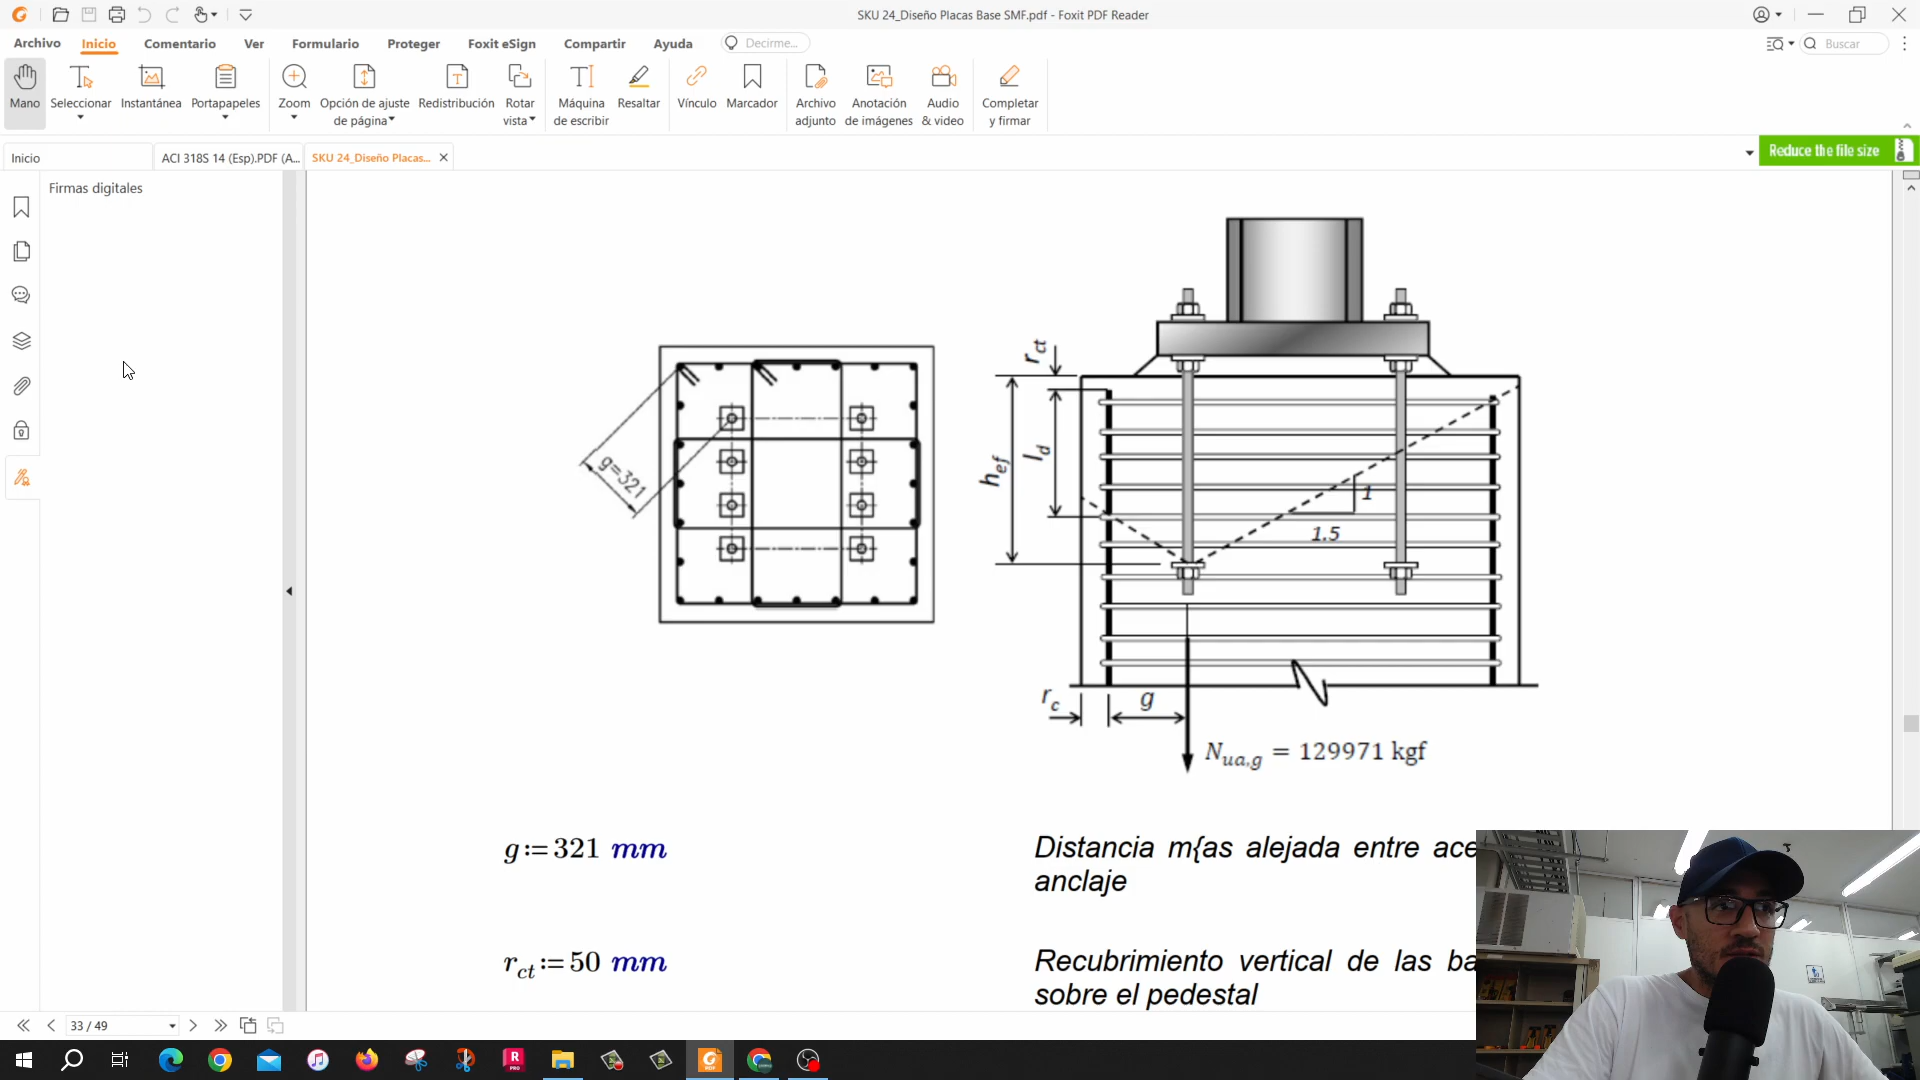 SKU 24_Diseño Placas Base SMF.pdf - Foxit PDF Reader
Archivo Inicio Comentario Ver Formulario Proteger Foxit eSign Compartir Ayuda Decirme... Buscar
Mano Seleccionar Instantánea Portapapeles Zoom Opción de ajuste de página Redistribución Rotar vista Máquina de escribir Resaltar Vínculo Marcador Archivo adjunto Anotación de imágenes Audio & video Completar y firmar
Inicio ACI 318S 14 (Esp).PDF (A... SKU 24_Diseño Placas... Reduce the file size
Firmas digitales
g=321
r_ct
h_ef
l_d
1
1.5
r_c g
N_ua,g = 129971 kgf
g:=321 mm Distancia m{as alejada entre ace
anclaje
r_ct:=50 mm Recubrimiento vertical de las ba
sobre el pedestal
33 / 49